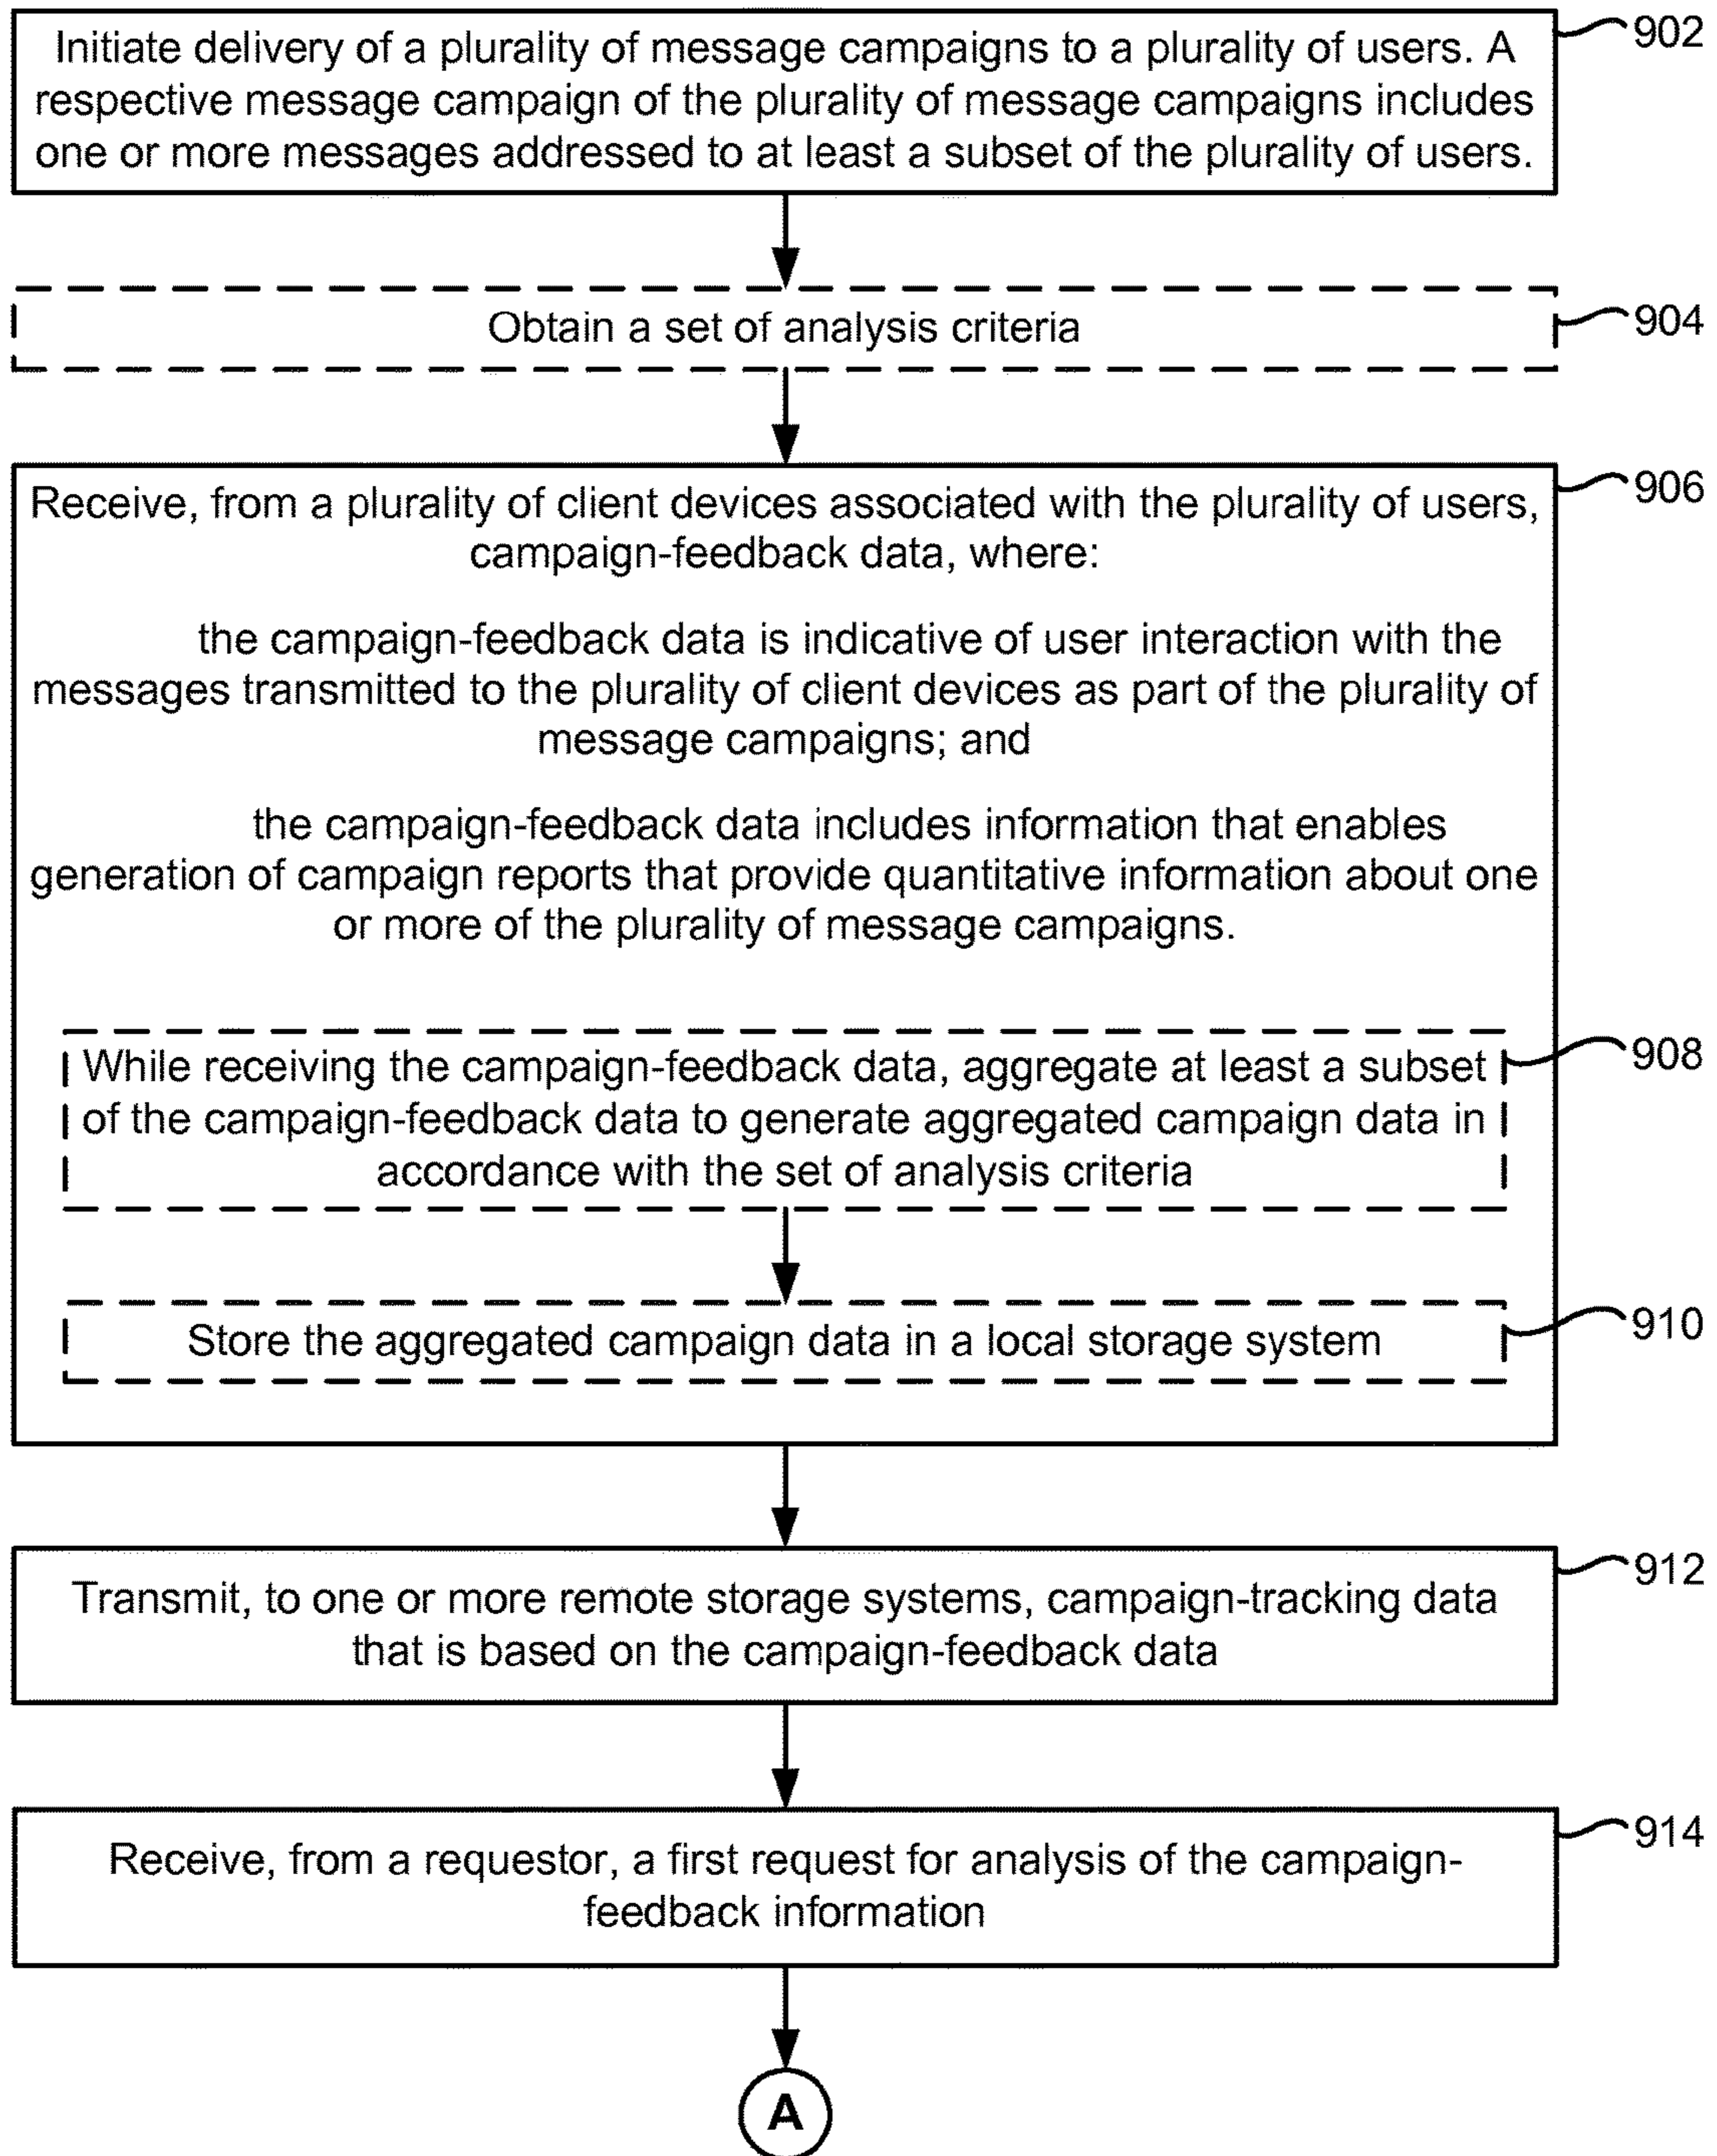 Initiate delivery of a plurality of message campaigns to a plurality of users. A
respective message campaign of the plurality of message campaigns includes
one or more messages addressed to at least a subset of the plurality of users.
902
Obtain a set of analysis criteria
904
Receive, from a plurality of client devices associated with the plurality of users,
campaign-feedback data, where:
906
the campaign-feedback data is indicative of user interaction with the
messages transmitted to the plurality of client devices as part of the plurality of
message campaigns; and
the campaign-feedback data includes information that enables
generation of campaign reports that provide quantitative information about one
or more of the plurality of message campaigns.
While receiving the campaign-feedback data, aggregate at least a subset
of the campaign-feedback data to generate aggregated campaign data in
accordance with the set of analysis criteria
908
Store the aggregated campaign data in a local storage system
910
Transmit, to one or more remote storage systems, campaign-tracking data
that is based on the campaign-feedback data
912
Receive, from a requestor, a first request for analysis of the campaign-
feedback information
914
A